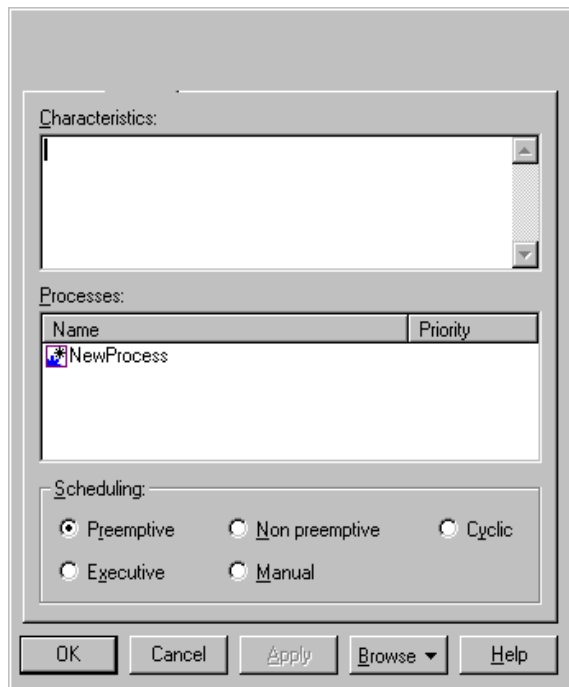 Characteristics:
Processes:
Name Priority
NewProcess
Scheduling:
Preemptive Non preemptive Cyclic
Executive Manual
OK Cancel Apply Browse Help